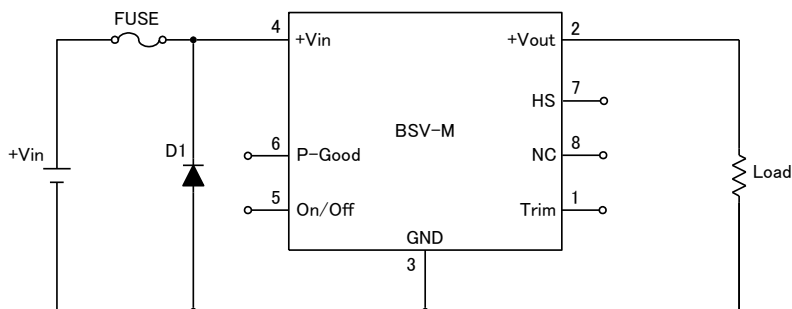 FUSE
4
+Vin
+Vout
2
HS
7
BSV-M
+Vin
D1
6
P-Good
NC
8
Load
5
On/Off
Trim
1
GND
3